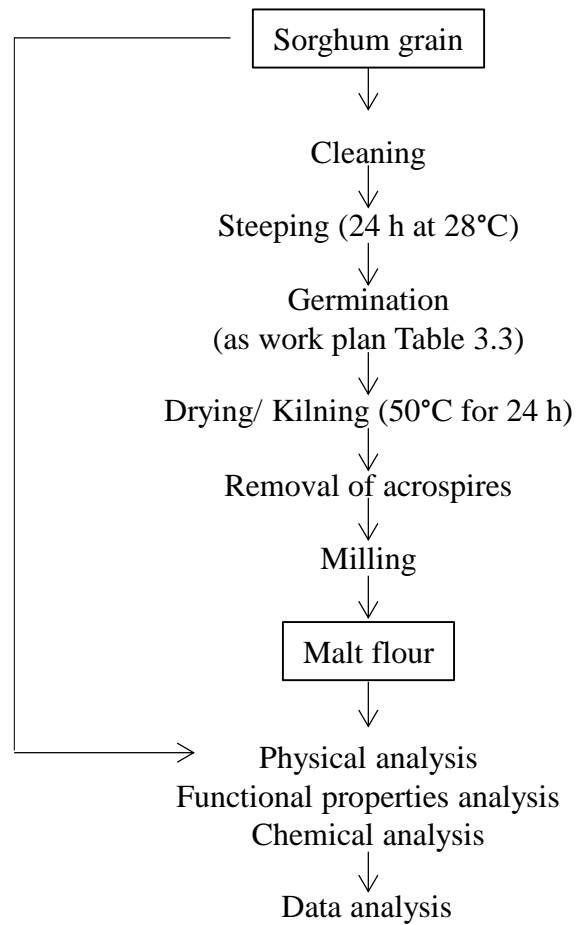 Sorghum grain
Cleaning
Steeping (24 h at 28°C)
Germination
(as work plan Table 3.3)
Drying/ Kilning (50°C for 24 h)
Removal of acrospires
Milling
Malt flour
Physical analysis
Functional properties analysis
Chemical analysis
Data analysis